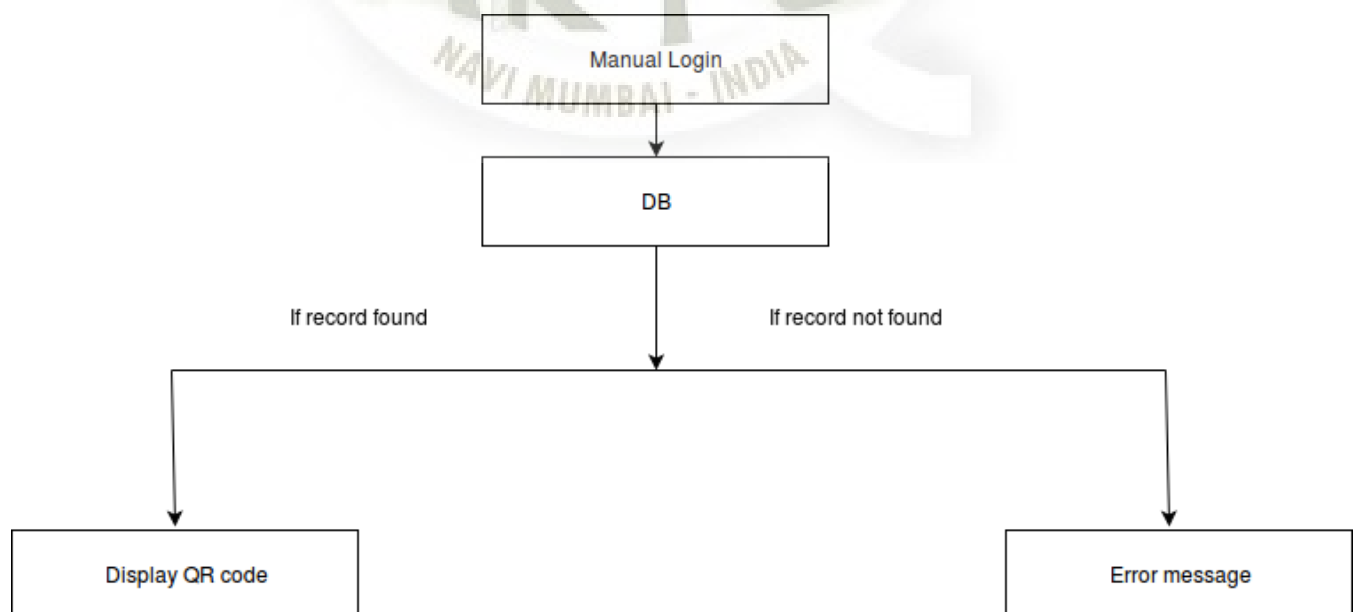 Manual Login
NAVI MUMBAI - INDIA
DB
If record found
If record not found
Display QR code
Error message